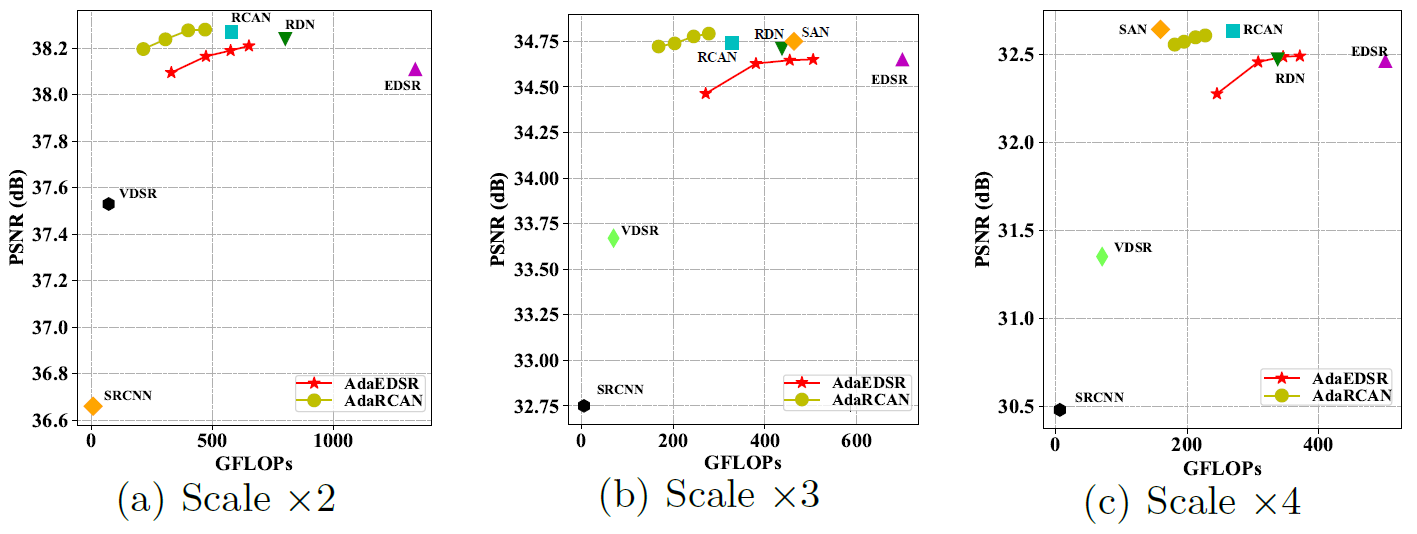 PSNR (dB)
38.2
38.0
37.8
37.6
37.4
37.2
37.0
36.8
36.6
RCAN
RDN
EDSR
VDSR
SRCNN
AdaEDSR
AdaRCAN
0
500
1000
GFLOPs
(a) Scale ×2
PSNR (dB)
34.75
34.50
34.25
34.00
33.75
33.50
33.25
33.00
32.75
RDN
SAN
RCAN
EDSR
VDSR
SRCNN
AdaEDSR
AdaRCAN
0
200
400
600
GFLOPs
(b) Scale ×3
PSNR (dB)
32.5
32.0
31.5
31.0
30.5
SAN
RCAN
EDSR
RDN
VDSR
SRCNN
AdaEDSR
AdaRCAN
0
200
400
GFLOPs
(c) Scale ×4